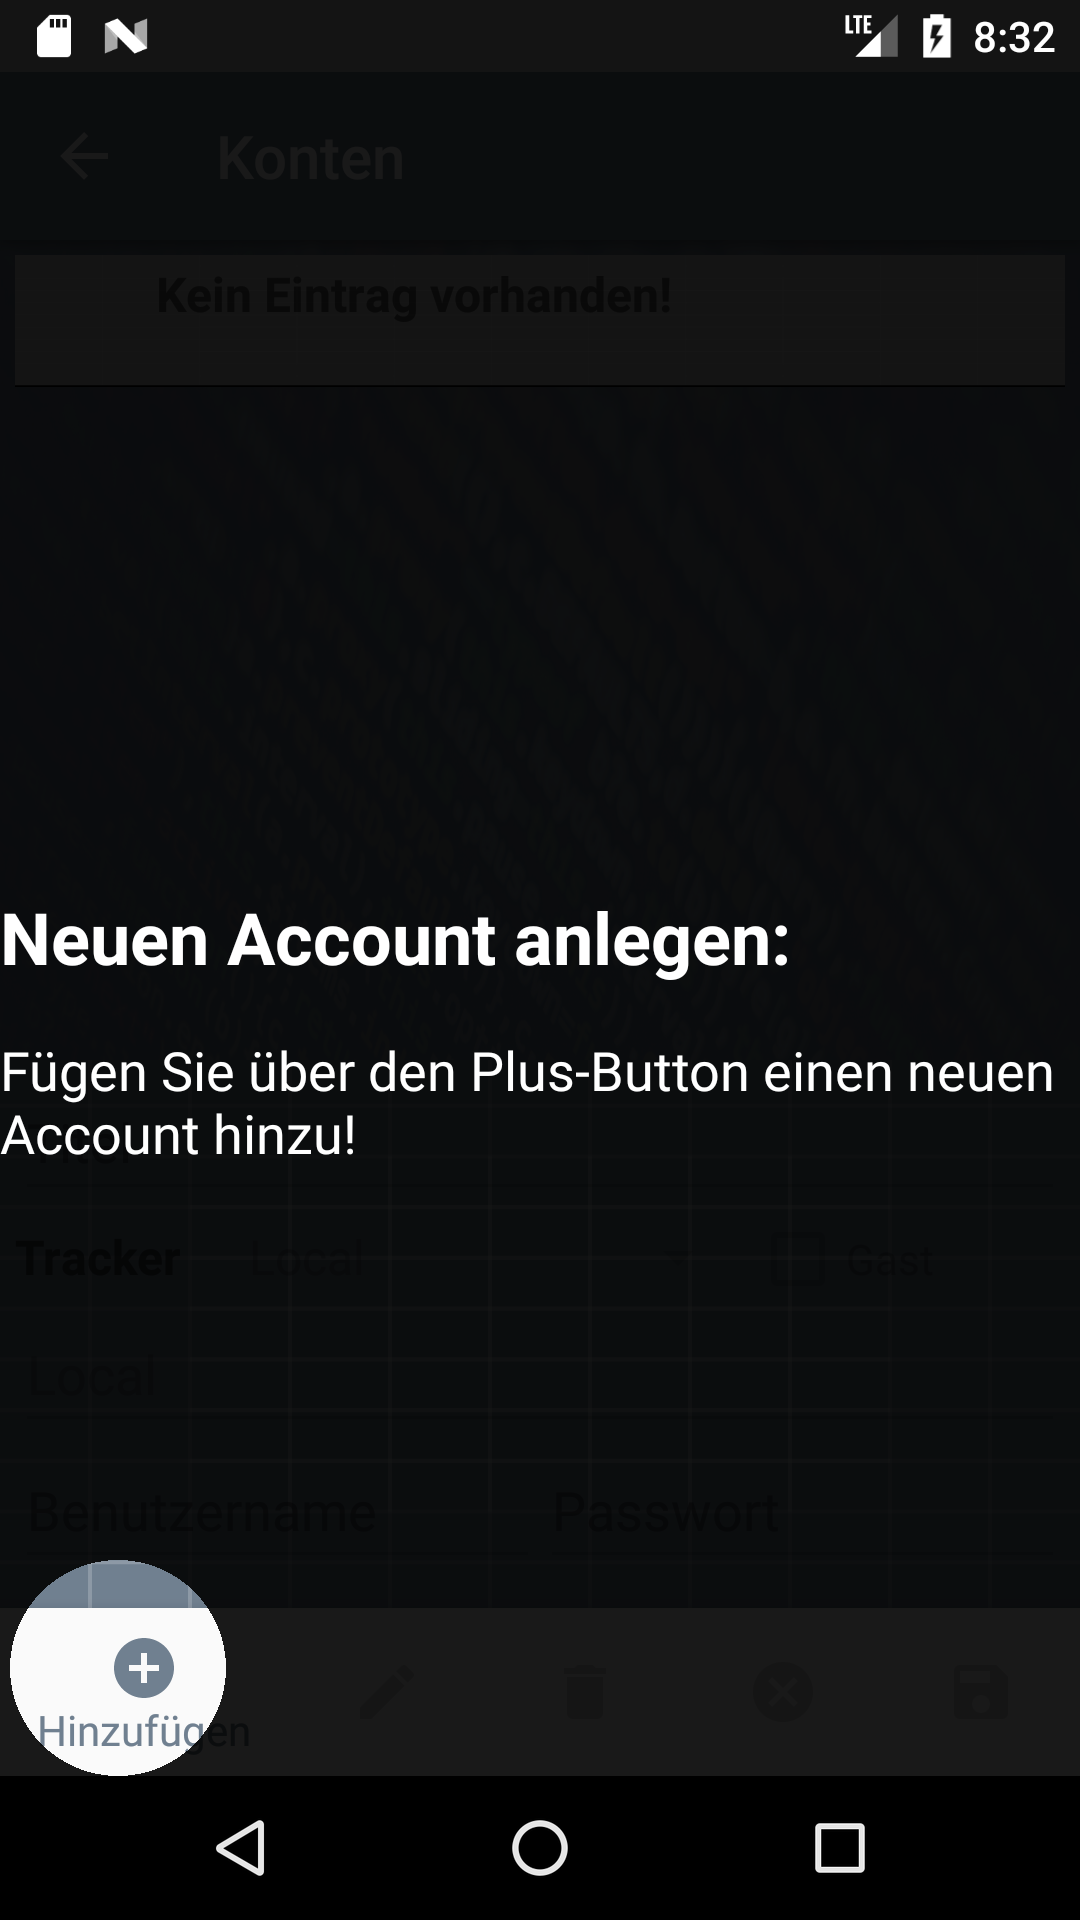 LTE 8:32
Konten
Kein Eintrag vorhanden!
Neuen Account anlegen:
Fügen Sie über den Plus-Button einen neuen
Account hinzu!
Tracker Local Gast
Local
Benutzername Passwort
Hinzufügen